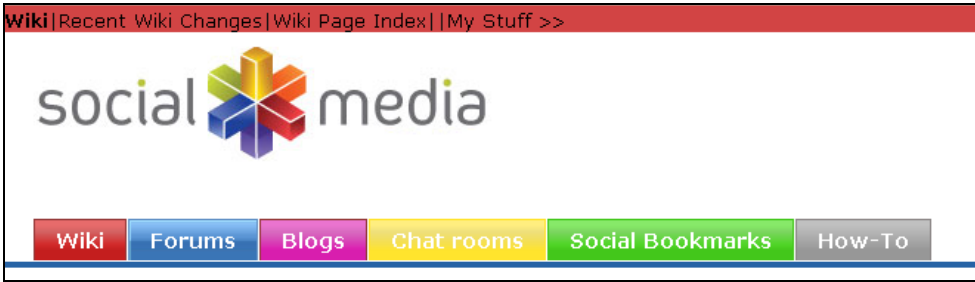 Wiki|Recent Wiki Changes|Wiki Page Index||My Stuff >>
social media
Wiki Forums Blogs Chat rooms Social Bookmarks How-To